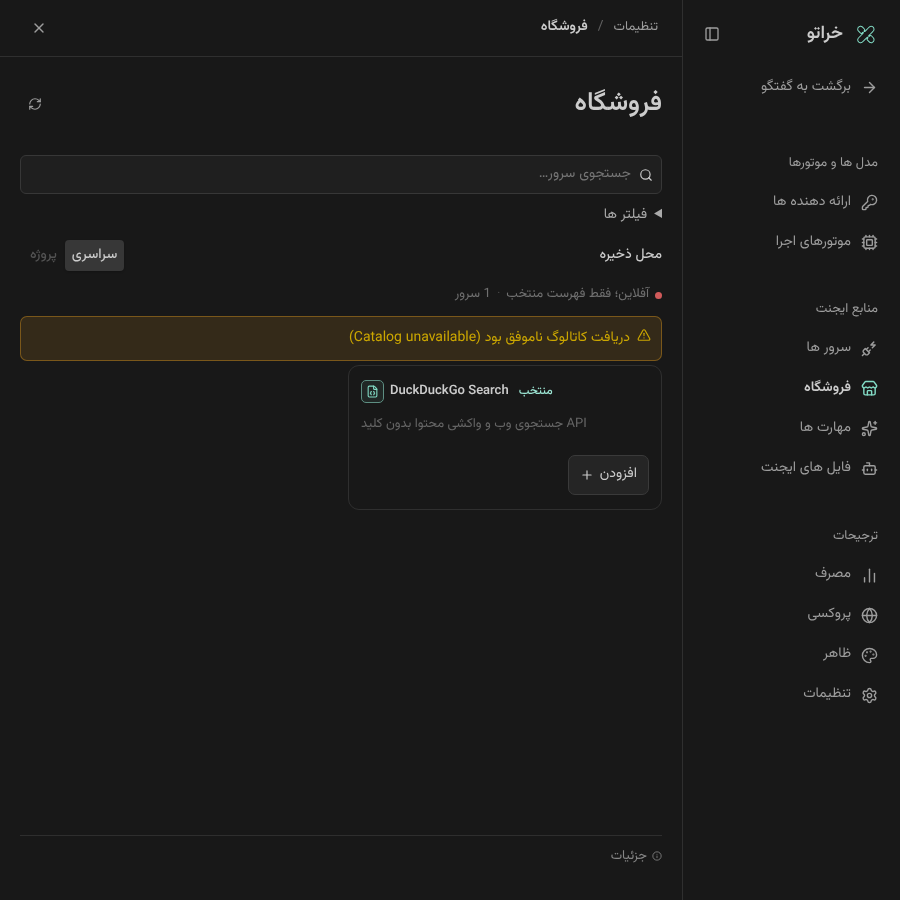 خراتو
برگشت به گفتگو
مدل ها و موتورها
ارائه دهنده ها
موتورهای اجرا
منابع ایجنت
سرور ها
فروشگاه
مهارت ها
فایل های ایجنت
ترجیحات
مصرف
پروکسی
ظاهر
تنظیمات
تنظیمات / فروشگاه
فروشگاه
جستجوی سرور...
فیلتر ها
محل ذخیره
سراسری
پروژه
آفلاین؛ فقط فهرست منتخب · 1 سرور
دریافت کاتالوگ ناموفق بود (Catalog unavailable)
DuckDuckGo Search منتخب
API جستجوی وب و واکشی محتوا بدون کلید
افزودن +
جزئیات